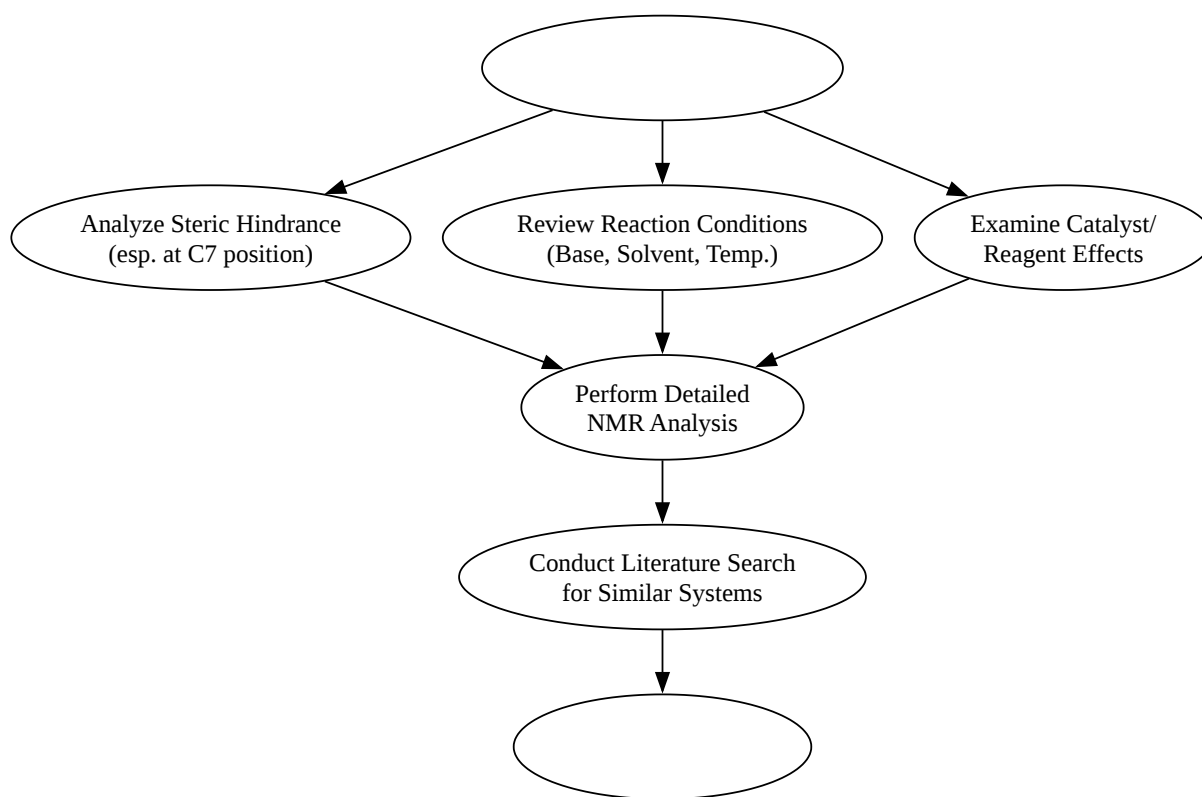 Analyze Steric Hindrance
(esp. at C7 position)
Review Reaction Conditions
(Base, Solvent, Temp.)
Examine Catalyst/
Reagent Effects
Perform Detailed
NMR Analysis
Conduct Literature Search
for Similar Systems